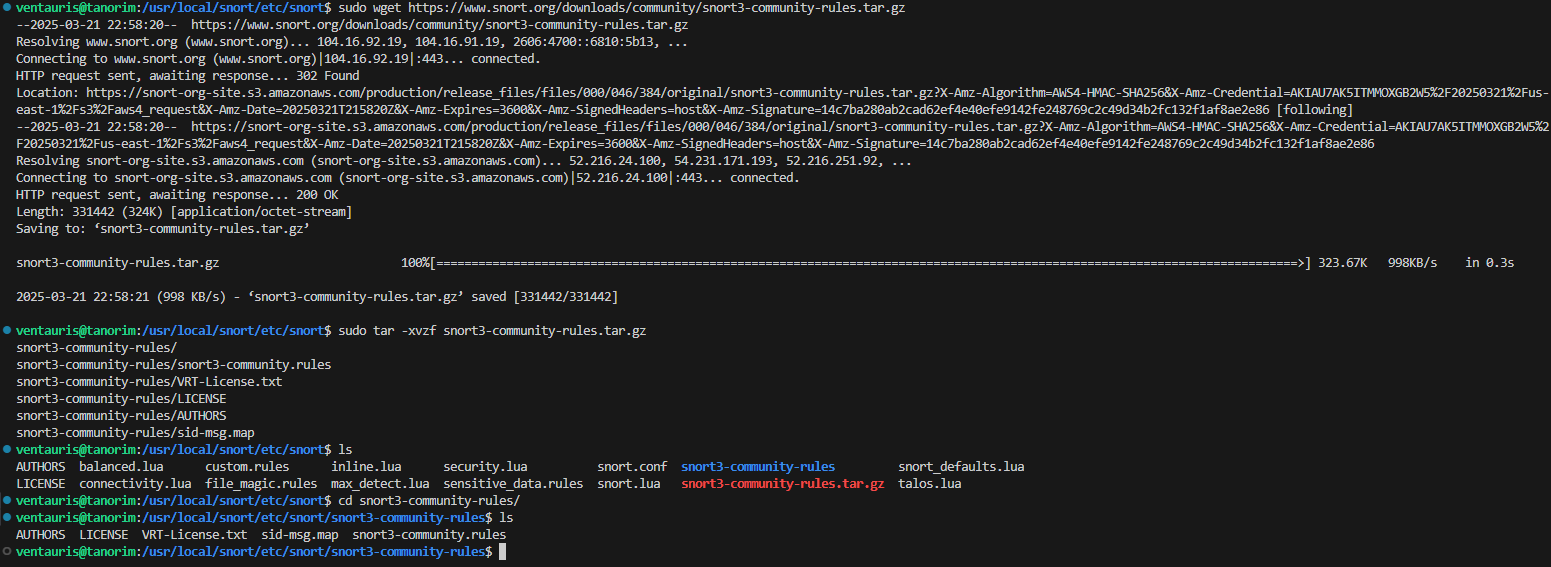 ventauris@tanorim:/usr/local/snort/etc/snort$ sudo wget https://www.snort.org/downloads/community/snort3-community-rules.tar.gz
--2025-03-21 22:58:20--  https://www.snort.org/downloads/community/snort3-community-rules.tar.gz
Resolving www.snort.org (www.snort.org)... 104.16.92.19, 104.16.91.19, 2606:4700::6810:5b13, ...
Connecting to www.snort.org (www.snort.org)|104.16.92.19|:443... connected.
HTTP request sent, awaiting response... 302 Found
Location: https://snort-org-site.s3.amazonaws.com/production/release_files/files/000/046/384/original/snort3-community-rules.tar.gz?X-Amz-Algorithm=AWS4-HMAC-SHA256&X-Amz-Credential=AKIAU7AK5ITMMOXGB2W5%2F20250321%2Fus-
east-1%2Fs3%2Faws4_request&X-Amz-Date=20250321T215820Z&X-Amz-Expires=3600&X-Amz-SignedHeaders=host&X-Amz-Signature=14c7ba280ab2cad62ef4e40efe9142fe248769c2c49d34b2fc132f1af8ae2e86 [following]
--2025-03-21 22:58:20--  https://snort-org-site.s3.amazonaws.com/production/release_files/files/000/046/384/original/snort3-community-rules.tar.gz?X-Amz-Algorithm=AWS4-HMAC-SHA256&X-Amz-Credential=AKIAU7AK5ITMMOXGB2W5%2
F20250321%2Fus-east-1%2Fs3%2Faws4_request&X-Amz-Date=20250321T215820Z&X-Amz-Expires=3600&X-Amz-SignedHeaders=host&X-Amz-Signature=14c7ba280ab2cad62ef4e40efe9142fe248769c2c49d34b2fc132f1af8ae2e86
Resolving snort-org-site.s3.amazonaws.com (snort-org-site.s3.amazonaws.com)... 52.216.24.100, 54.231.171.193, 52.216.251.92, ...
Connecting to snort-org-site.s3.amazonaws.com (snort-org-site.s3.amazonaws.com)|52.216.24.100|:443... connected.
HTTP request sent, awaiting response... 200 OK
Length: 331442 (324K) [application/octet-stream]
Saving to: ‘snort3-community-rules.tar.gz’
snort3-community-rules.tar.gz 100%[===========================================================================================================================>] 323.67K 998KB/s in 0.3s
2025-03-21 22:58:21 (998 KB/s) - ‘snort3-community-rules.tar.gz’ saved [331442/331442]
ventauris@tanorim:/usr/local/snort/etc/snort$ sudo tar -xvzf snort3-community-rules.tar.gz
snort3-community-rules/
snort3-community-rules/snort3-community.rules
snort3-community-rules/VRT-License.txt
snort3-community-rules/LICENSE
snort3-community-rules/AUTHORS
snort3-community-rules/sid-msg.map
ventauris@tanorim:/usr/local/snort/etc/snort$ ls
AUTHORS balanced.lua custom.rules inline.lua security.lua snort.conf snort3-community-rules snort_defaults.lua
LICENSE connectivity.lua file_magic.rules max_detect.lua sensitive_data.rules snort.lua snort3-community-rules.tar.gz talos.lua
ventauris@tanorim:/usr/local/snort/etc/snort$ cd snort3-community-rules/
ventauris@tanorim:/usr/local/snort/etc/snort/snort3-community-rules$ ls
AUTHORS LICENSE VRT-License.txt sid-msg.map snort3-community.rules
ventauris@tanorim:/usr/local/snort/etc/snort/snort3-community-rules$